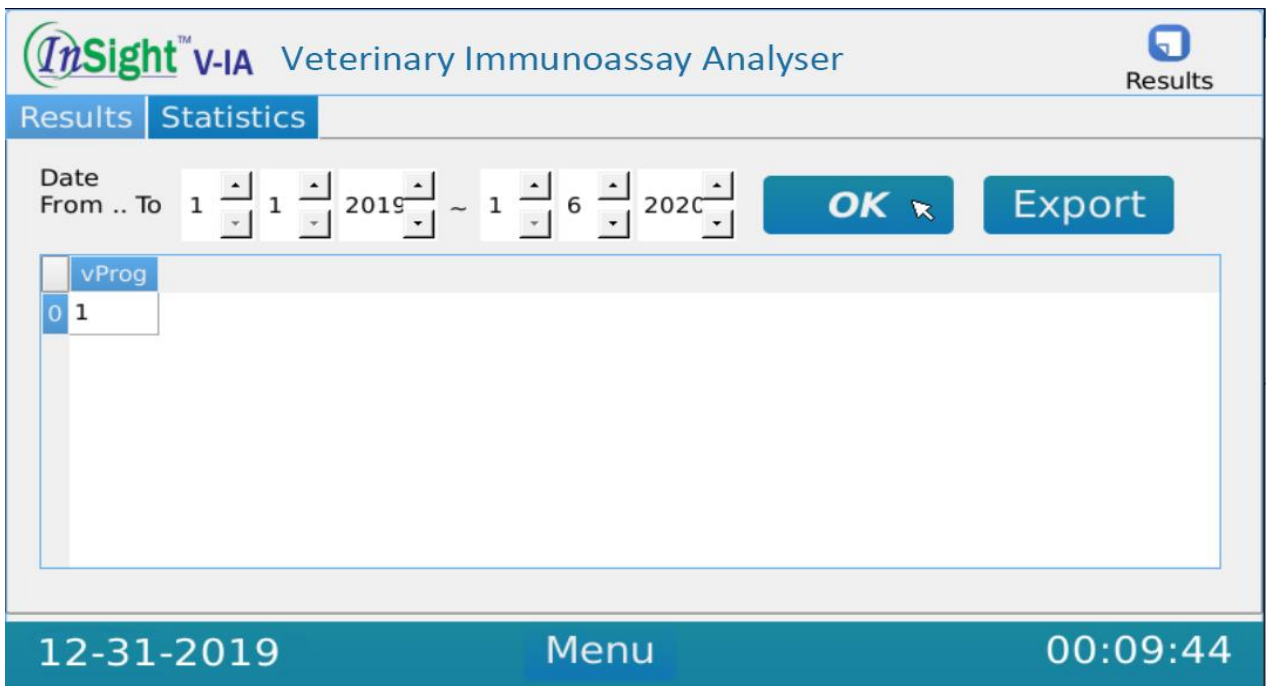 InSight™ V-IA Veterinary Immunoassay Analyser
Results
Results Statistics
Date
From .. To 1 1 2019 ~ 1 6 2020 OK Export
vProg
0 1
12-31-2019 Menu 00:09:44